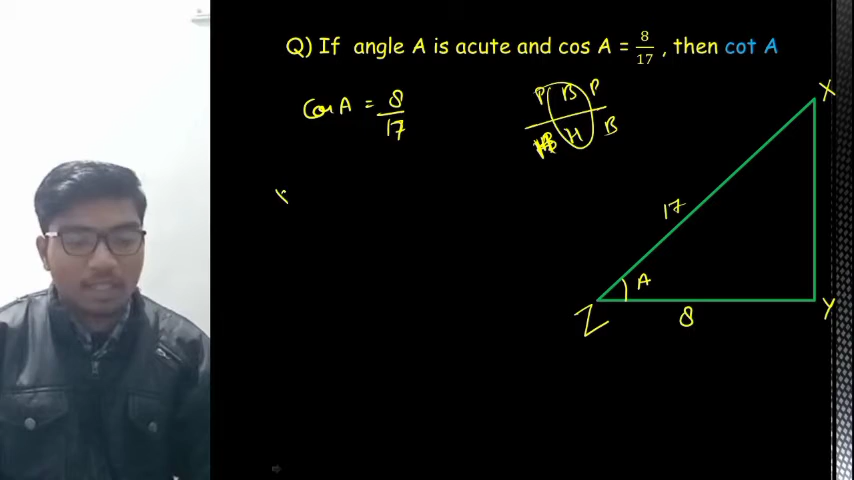 Q) If angle A is acute and cos A = 8/17 , then cot A
Cos A = 8/17
P B P
H B
X
17
A
Z
8
Y